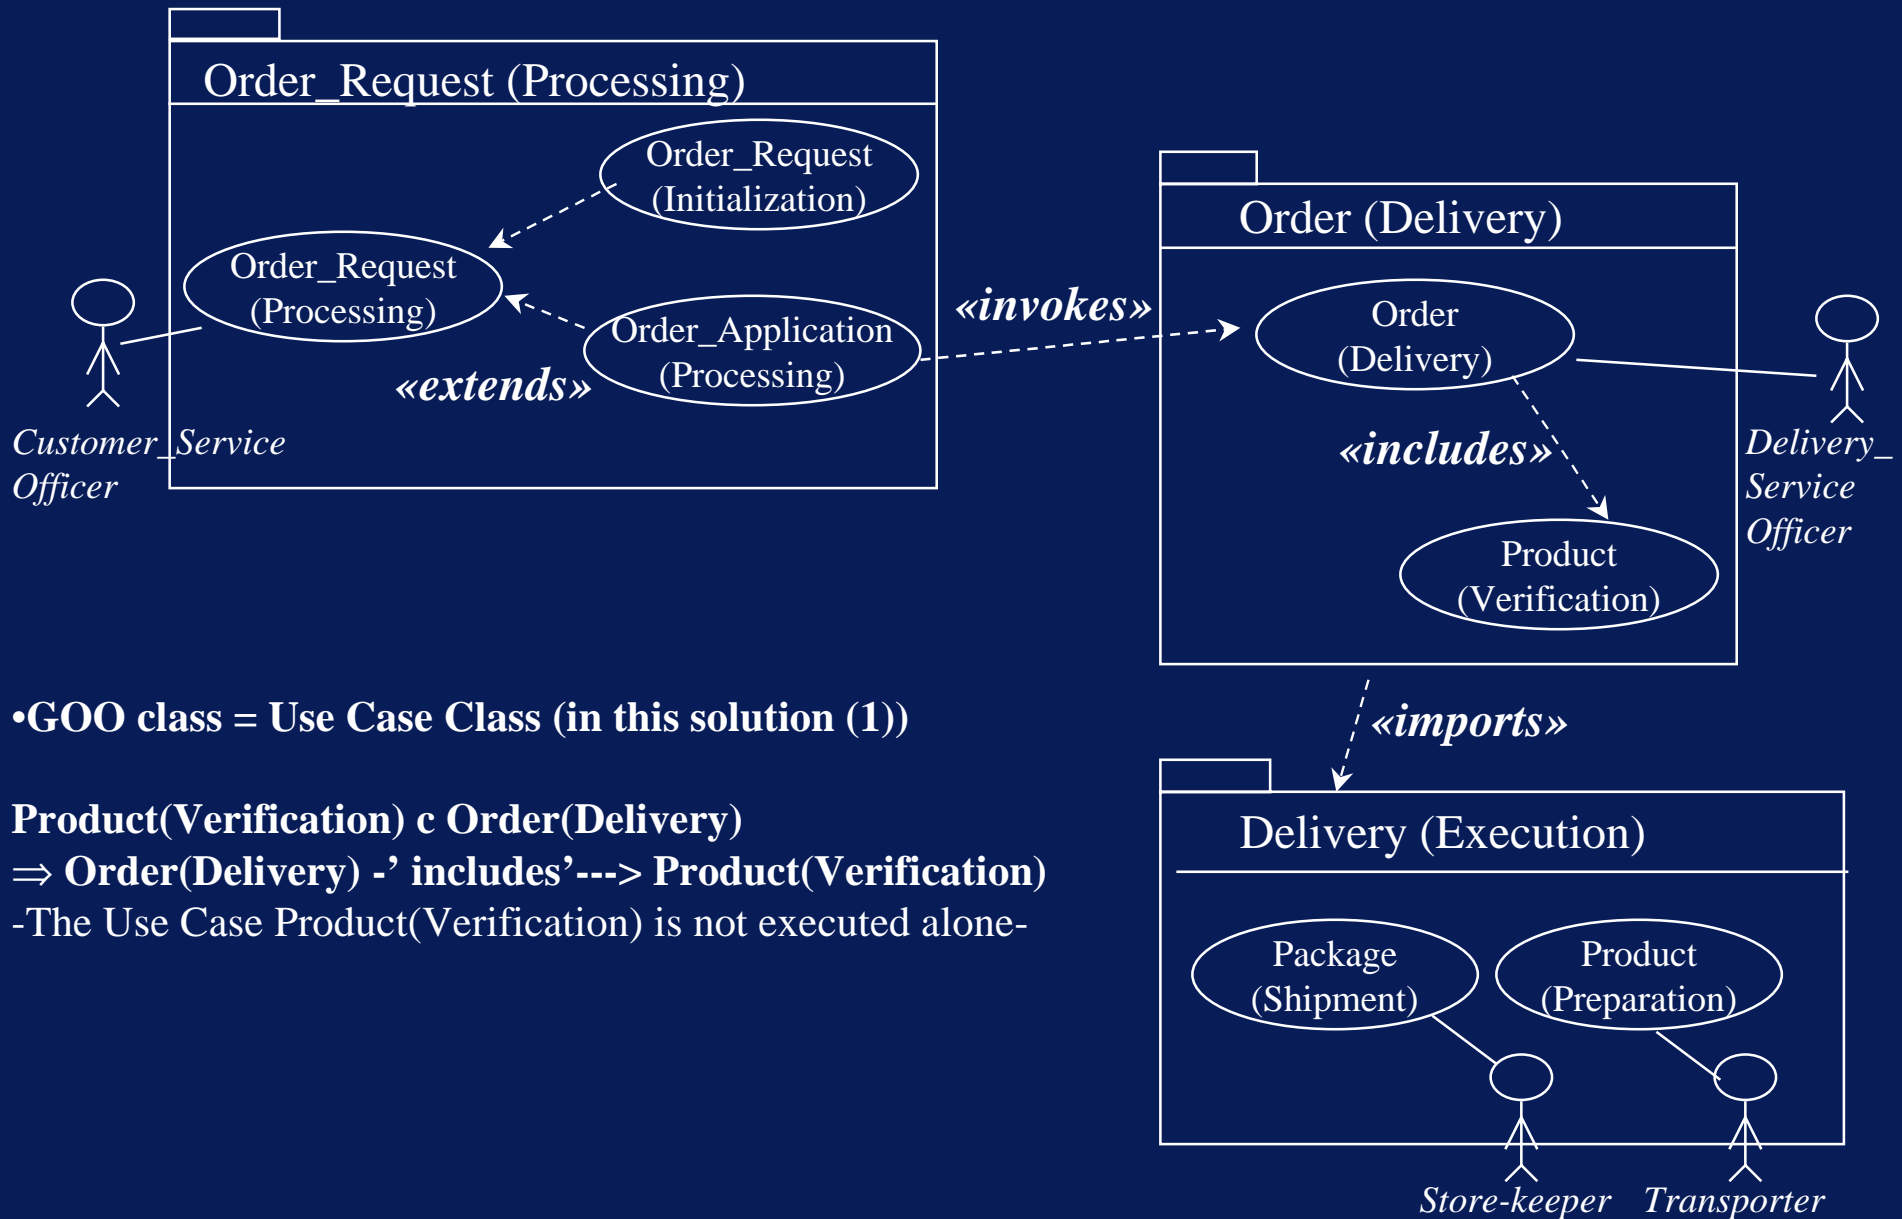 Order_Request (Processing)
Order_Request
(Initialization)
Order_Request
(Processing)
Order_Application
(Processing)
«extends»
Customer_Service
Officer
«invokes»
Order (Delivery)
Order
(Delivery)
«includes»
Product
(Verification)
Delivery_
Service
Officer
•GOO class = Use Case Class (in this solution (1))
Product(Verification) c Order(Delivery)
⇒ Order(Delivery) -’ includes’---> Product(Verification)
-The Use Case Product(Verification) is not executed alone-
«imports»
Delivery (Execution)
Package
(Shipment)
Product
(Preparation)
Store-keeper
Transporter